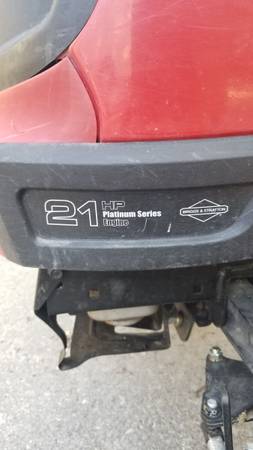 21 HP
Platinum Series
Engine
BRIGGS & STRATTON